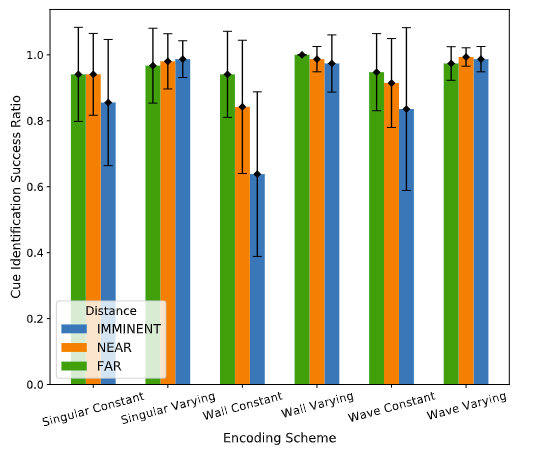 Cue Identification Success Ratio
1.0
0.8
0.6
0.4
0.2
0.0
Distance
IMMINENT
NEAR
FAR
Singular Constant
Singular Varying
Wall Constant
Wall Varying
Wave Constant
Wave Varying
Encoding Scheme